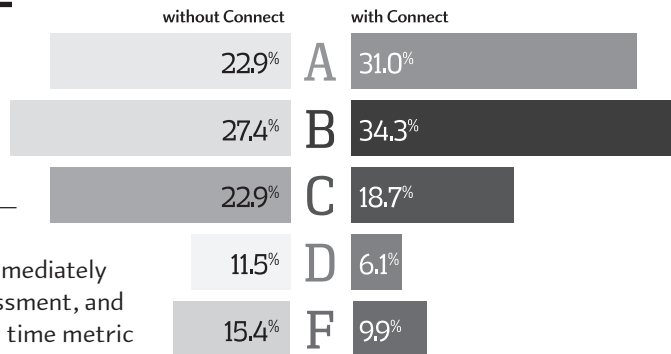 without Connect with Connect
22.9% A 31.0%
27.4% B 34.3%
22.9% C 18.7%
11.5% D 6.1%
15.4% F 9.9%
mediately
ssment, and
time metric